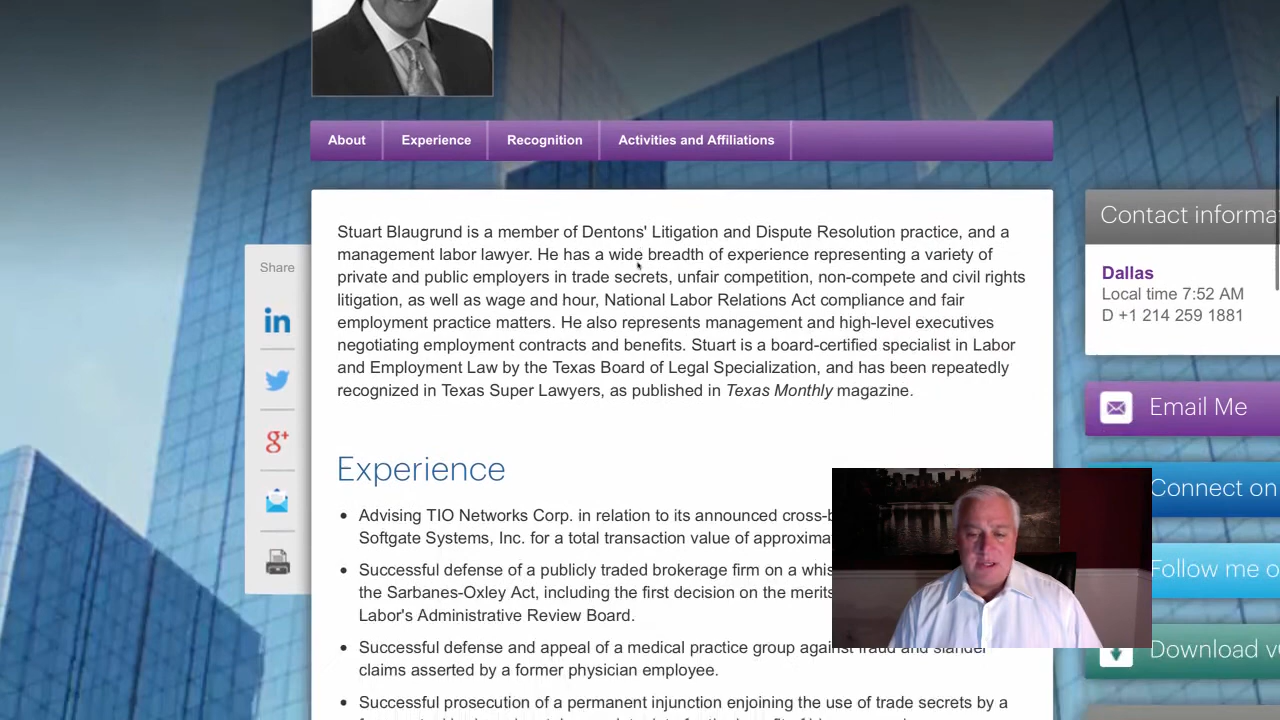 About
Experience
Recognition
Activities and Affiliations
Share
in
g+
Stuart Blaugrund is a member of Dentons' Litigation and Dispute Resolution practice, and a
management labor lawyer. He has a wide breadth of experience representing a variety of
private and public employers in trade secrets, unfair competition, non-compete and civil rights
litigation, as well as wage and hour, National Labor Relations Act compliance and fair
employment practice matters. He also represents management and high-level executives
negotiating employment contracts and benefits. Stuart is a board-certified specialist in Labor
and Employment Law by the Texas Board of Legal Specialization, and has been repeatedly
recognized in Texas Super Lawyers, as published in Texas Monthly magazine.
Experience
• Advising TIO Networks Corp. in relation to its announced cross-b
Softgate Systems, Inc. for a total transaction value of approxima
• Successful defense of a publicly traded brokerage firm on a whis
the Sarbanes-Oxley Act, including the first decision on the merits
Labor's Administrative Review Board.
• Successful defense and appeal of a medical practice group against fraud and slander
claims asserted by a former physician employee.
• Successful prosecution of a permanent injunction enjoining the use of trade secrets by a
Contact informa
Dallas
Local time 7:52 AM
D +1 214 259 1881
Email Me
Connect on
Follow me o
Download v